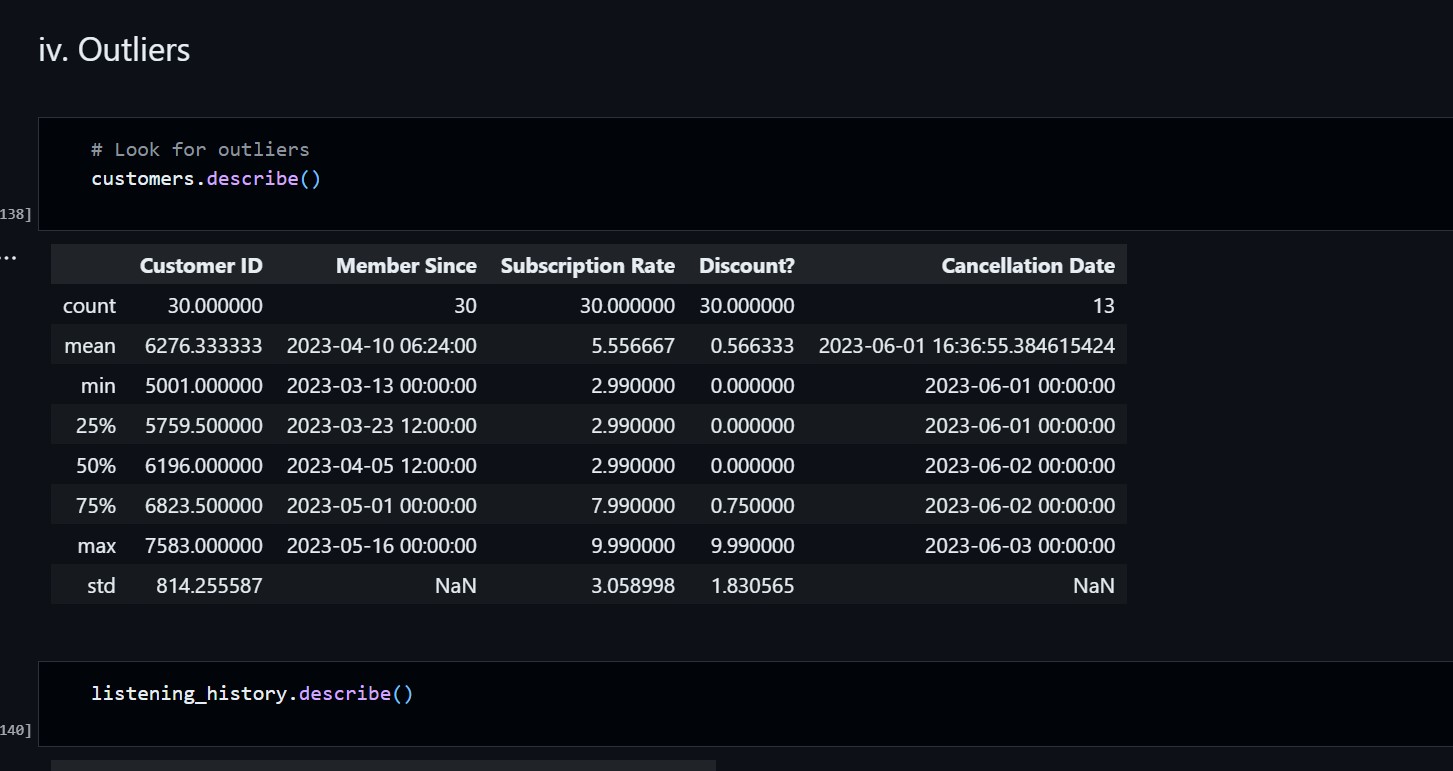 iv. Outliers
# Look for outliers
customers.describe()
138]
...
Customer ID Member Since Subscription Rate Discount? Cancellation Date
count 30.000000 30 30.000000 30.000000 13
mean 6276.333333 2023-04-10 06:24:00 5.556667 0.566333 2023-06-01 16:36:55.384615424
min 5001.000000 2023-03-13 00:00:00 2.990000 0.000000 2023-06-01 00:00:00
25% 5759.500000 2023-03-23 12:00:00 2.990000 0.000000 2023-06-01 00:00:00
50% 6196.000000 2023-04-05 12:00:00 2.990000 0.000000 2023-06-02 00:00:00
75% 6823.500000 2023-05-01 00:00:00 7.990000 0.750000 2023-06-02 00:00:00
max 7583.000000 2023-05-16 00:00:00 9.990000 9.990000 2023-06-03 00:00:00
std 814.255587 NaN 3.058998 1.830565 NaN
listening_history.describe()
140]